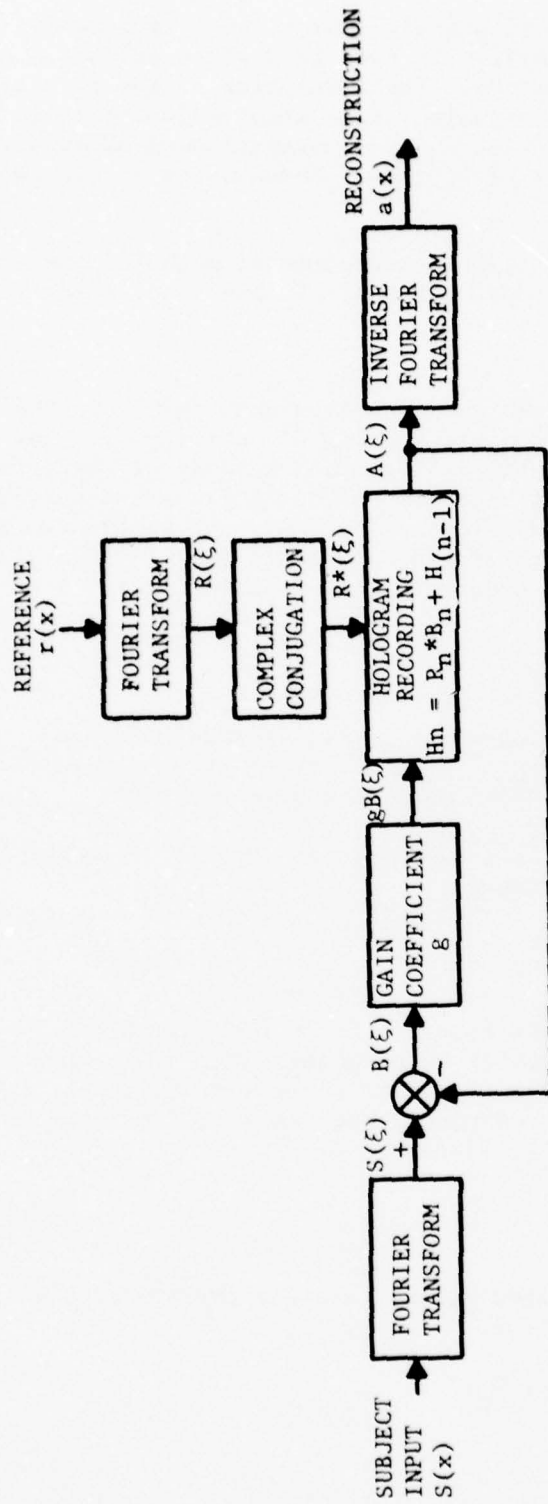 REFERENCE
r(x)
FOURIER
TRANSFORM
R(ξ)
COMPLEX
CONJUGATION
R*(ξ)
SUBJECT
INPUT
S(x)
FOURIER
TRANSFORM
S(ξ)
+
-
B(ξ)
GAIN
COEFFICIENT
g
gB(ξ)
HOLOGRAM
RECORDING
Hn = Rn*Bn + H(n-1)
A(ξ)
INVERSE
FOURIER
TRANSFORM
RECONSTRUCTION
a(x)